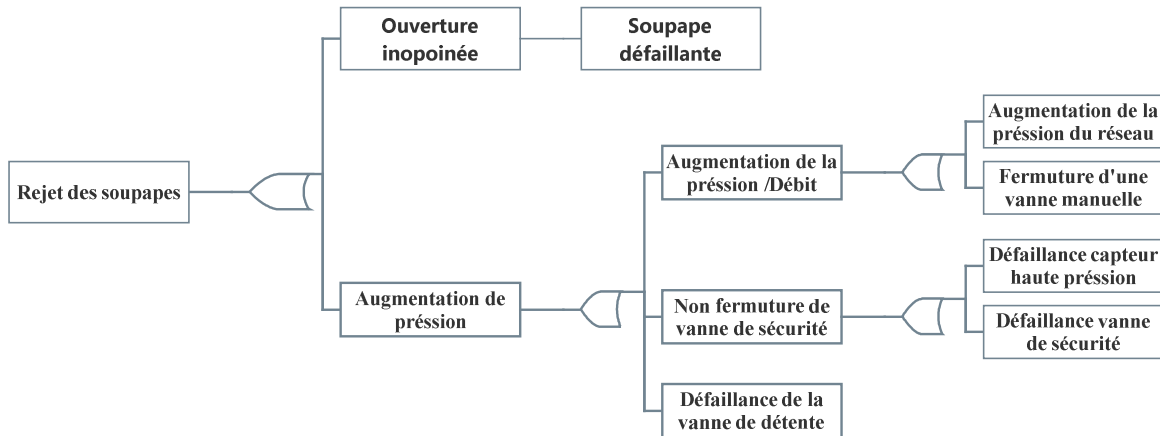 Ouverture
inopoinée
Soupape
défaillante
Rejet des soupapes
Augmentation de
préssion
Augmentation de la
préssion /Débit
Augmentation de la
préssion du réseau
Fermuture d'une
vanne manuelle
Non fermuture de
vanne de sécurité
Défaillance capteur
haute préssion
Défaillance vanne
de sécurité
Défaillance de la
vanne de détente